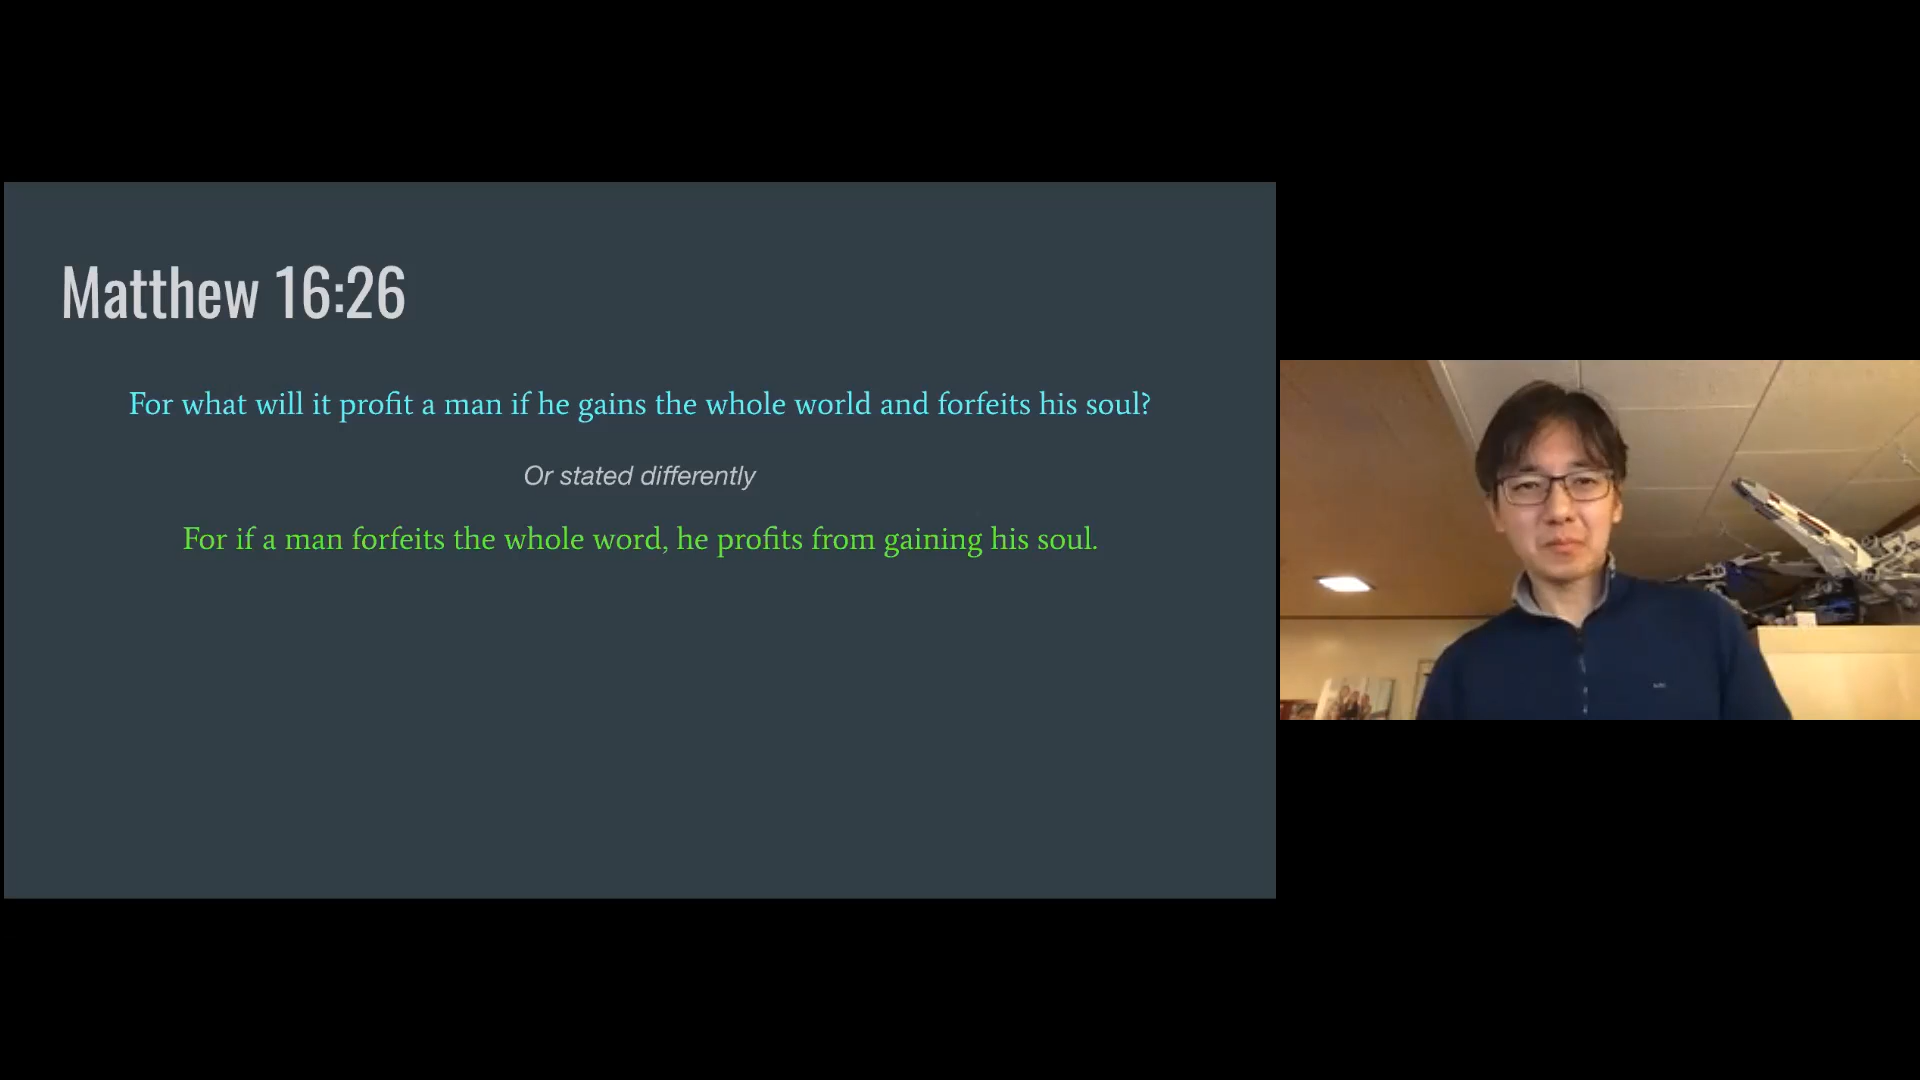 Matthew 16:26
For what will it profit a man if he gains the whole world and forfeits his soul?
Or stated differently
For if a man forfeits the whole word, he profits from gaining his soul.